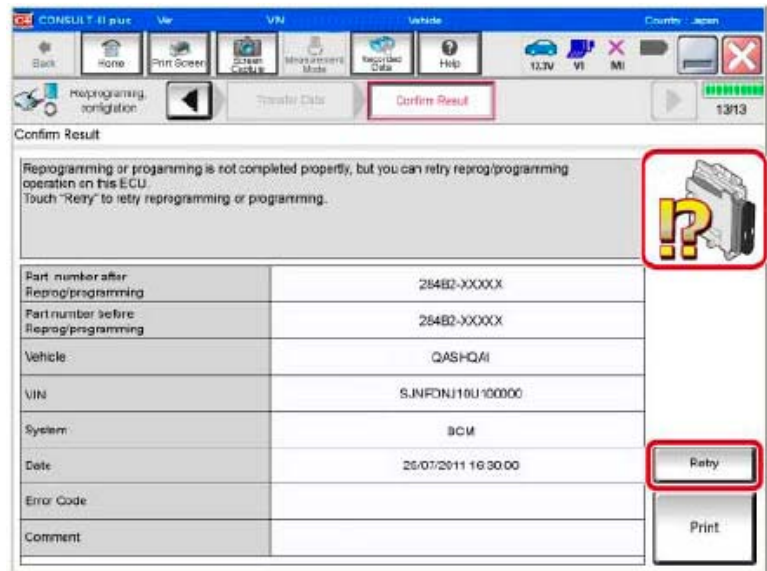 CONSULT-III plus Ver VIN Vehicle Country : Japan
Back Home Print Screen Screen Capture Measurement Mode Recorded Data Help 12.3V VI MI
Reprograming, configlation Transfer Data Confirm Result 13/13
Confirm Result
Reprogramming or progamming is not completed propertly, but you can retry reprog/programming
operation on this ECU.
Touch "Retry" to retry reprogramming or programming.
!?
Part number after
Reprog/programming
284B2-XXXXX
Part number before
Reprog/programming
284B2-XXXXX
Vehicle QASHQAI
VIN SJNFDNJ10U100000
System BCM
Date 26/07/2011 16:30:00
Retry
Error Code
Comment
Print